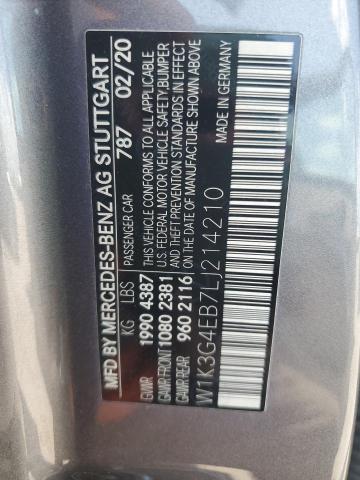 MFD BY MERCEDES-BENZ AG STUTTGART
787 02/20
KG LBS PASSENGER CAR
GVWR 1990 4387 THIS VEHICLE CONFORMS TO ALL APPLICABLE
GAWR FRONT 1080 2381 U.S. FEDERAL MOTOR VEHICLE SAFETY/BUMPER
GAWR REAR 960 2116 AND THEFT PREVENTION STANDARDS IN EFFECT
ON THE DATE OF MANUFACTURE SHOWN ABOVE
W1K3G4EB7LJ214210
MADE IN GERMANY